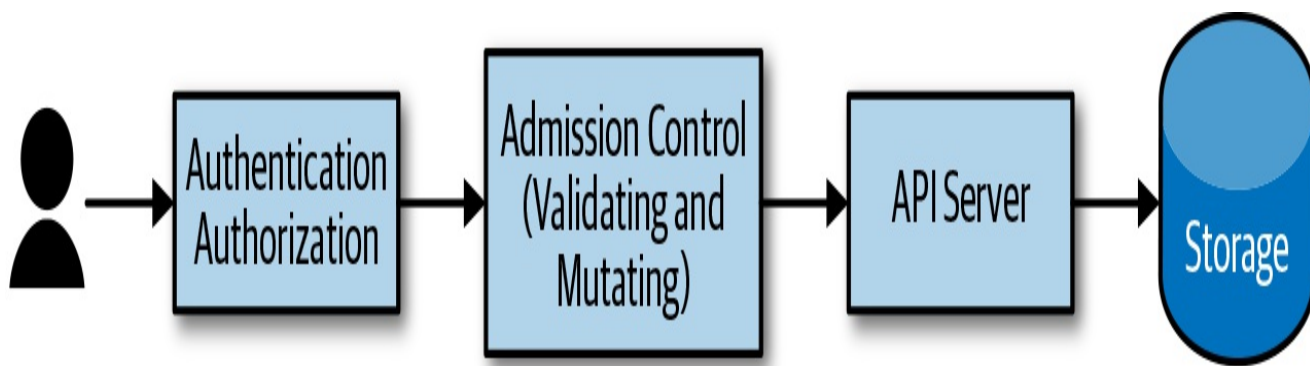 Authentication
Authorization
Admission Control
(Validating and
Mutating)
API Server
Storage